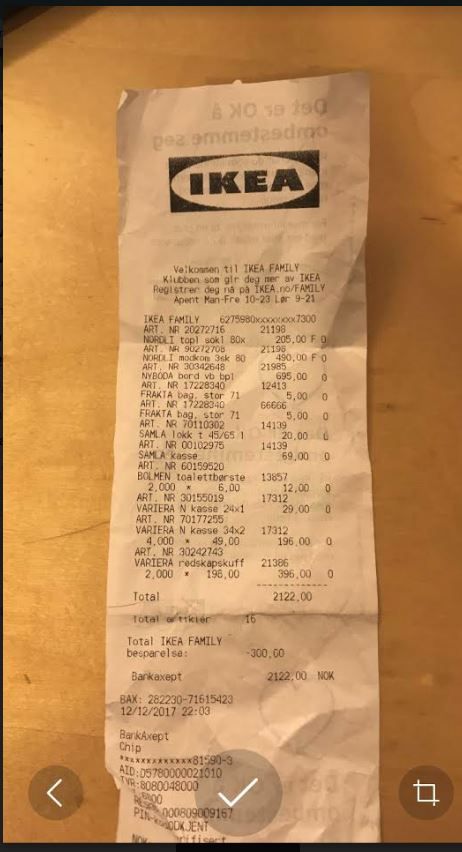 Det er OK å
ombestemme seg
IKEA
Velkommen til IKEA FAMILY
Klubben som gir deg mer av IKEA
Registrer deg nå på IKEA.no/FAMILY
Åpent Man-Fre 10-23 Lør 9-21
IKEA FAMILY 6275980xxxxxxxx7300
ART. NR 20272716 21198
NORDLI topl sokl 80x 205,00 F 0
ART. NR 90272708 21198
NORDLI modkom 3sk 80 490,00 F 0
ART. NR 30342648 21985
NYBODA bord vb bpl 695,00 0
ART. NR 17228340 12413
FRAKTA bag, stor 71 5,00 0
ART. NR 17228340 66666
FRAKTA bag, stor 71 5,00 0
ART. NR 70110302 14139
SAMLA lokk t 45/65 l 20,00 0
ART. NR 00102975 14139
SAMLA kasse 69,00 0
ART. NR 60159520
BOLMEN toalettbørste 13857
2,000 * 6,00 12,00 0
ART. NR 30155019 17312
VARIERA N kasse 24x1 29,00 0
ART. NR 70177255
VARIERA N kasse 34x2 17312
4,000 * 49,00 196,00 0
ART. NR 30242743
VARIERA redskapskuff 21386
2,000 * 198,00 396,00 0
Total 2122,00
Total artikler 16
Total IKEA FAMILY
besparelse: -300,00
Bankaxept 2122,00 NOK
BAX: 282230-71615423
12/12/2017 22:03
BankAxept
Chip
*************81590-3
AID:D5780000021010
TVR:8080048000
000809009167